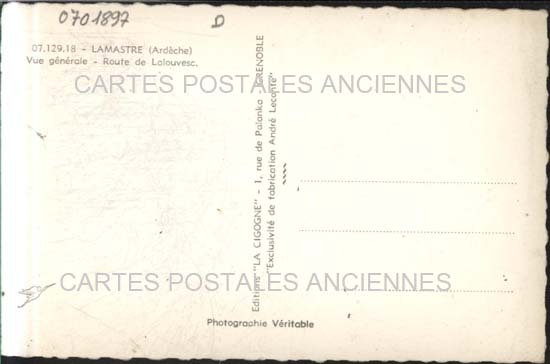 0701897
D
07.129.18 - LAMASTRE (Ardèche)
Vue générale - Route de Lalouvesc.
CARTES POSTALES ANCIENNES
Editions "LA CIGOGNE" - 1, rue de Palanka - GRENOBLE
"Exclusivité de fabrication André Leconte"
CARTES POSTALES ANCIENNES
Photographie Véritable